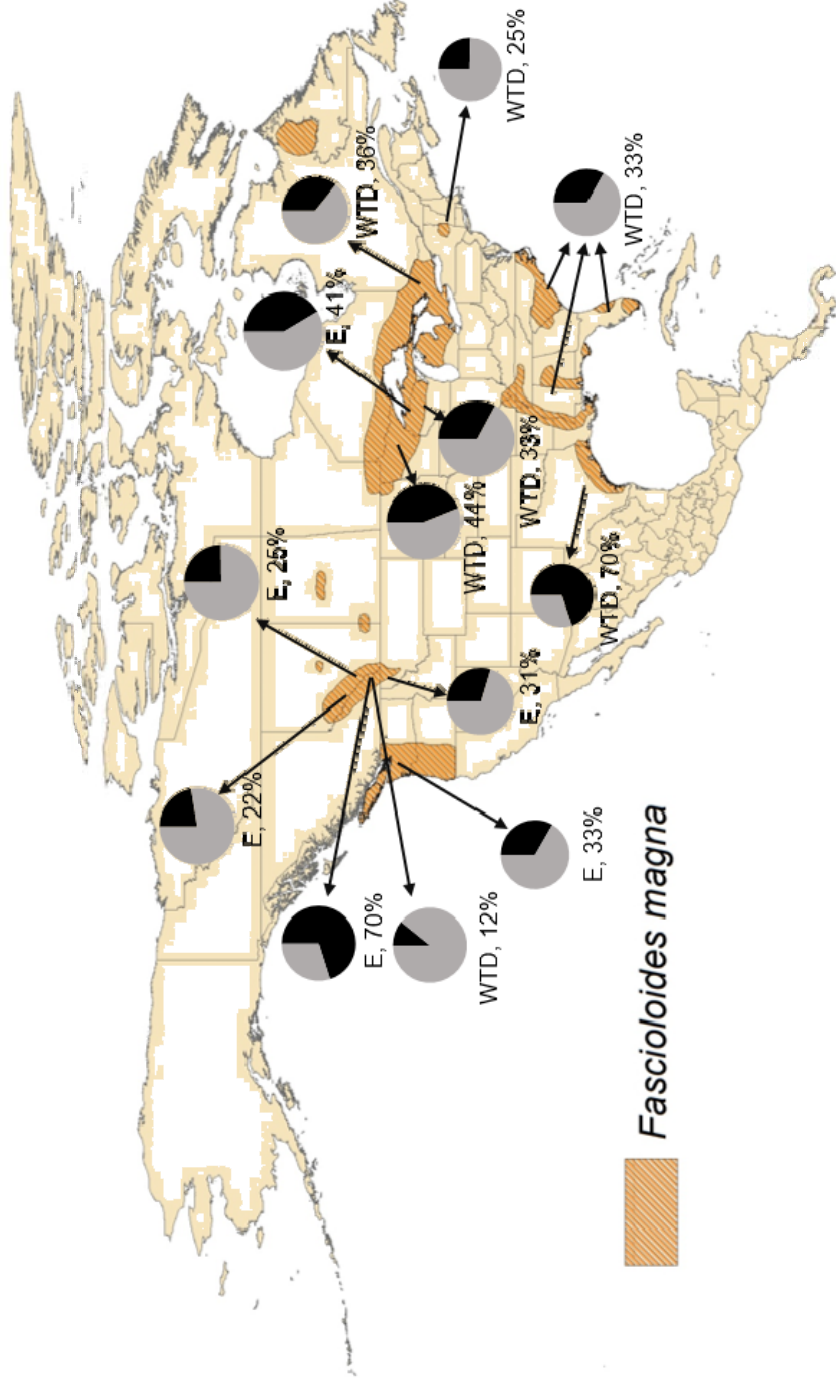 E, 22%
E, 25%
E, 41%
WTD, 36%
E, 70%
WTD, 44%
WTD, 12%
WTD, 25%
E, 31%
WTD, 33%
E, 33%
WTD, 70%
WTD, 33%
Fascioloides magna